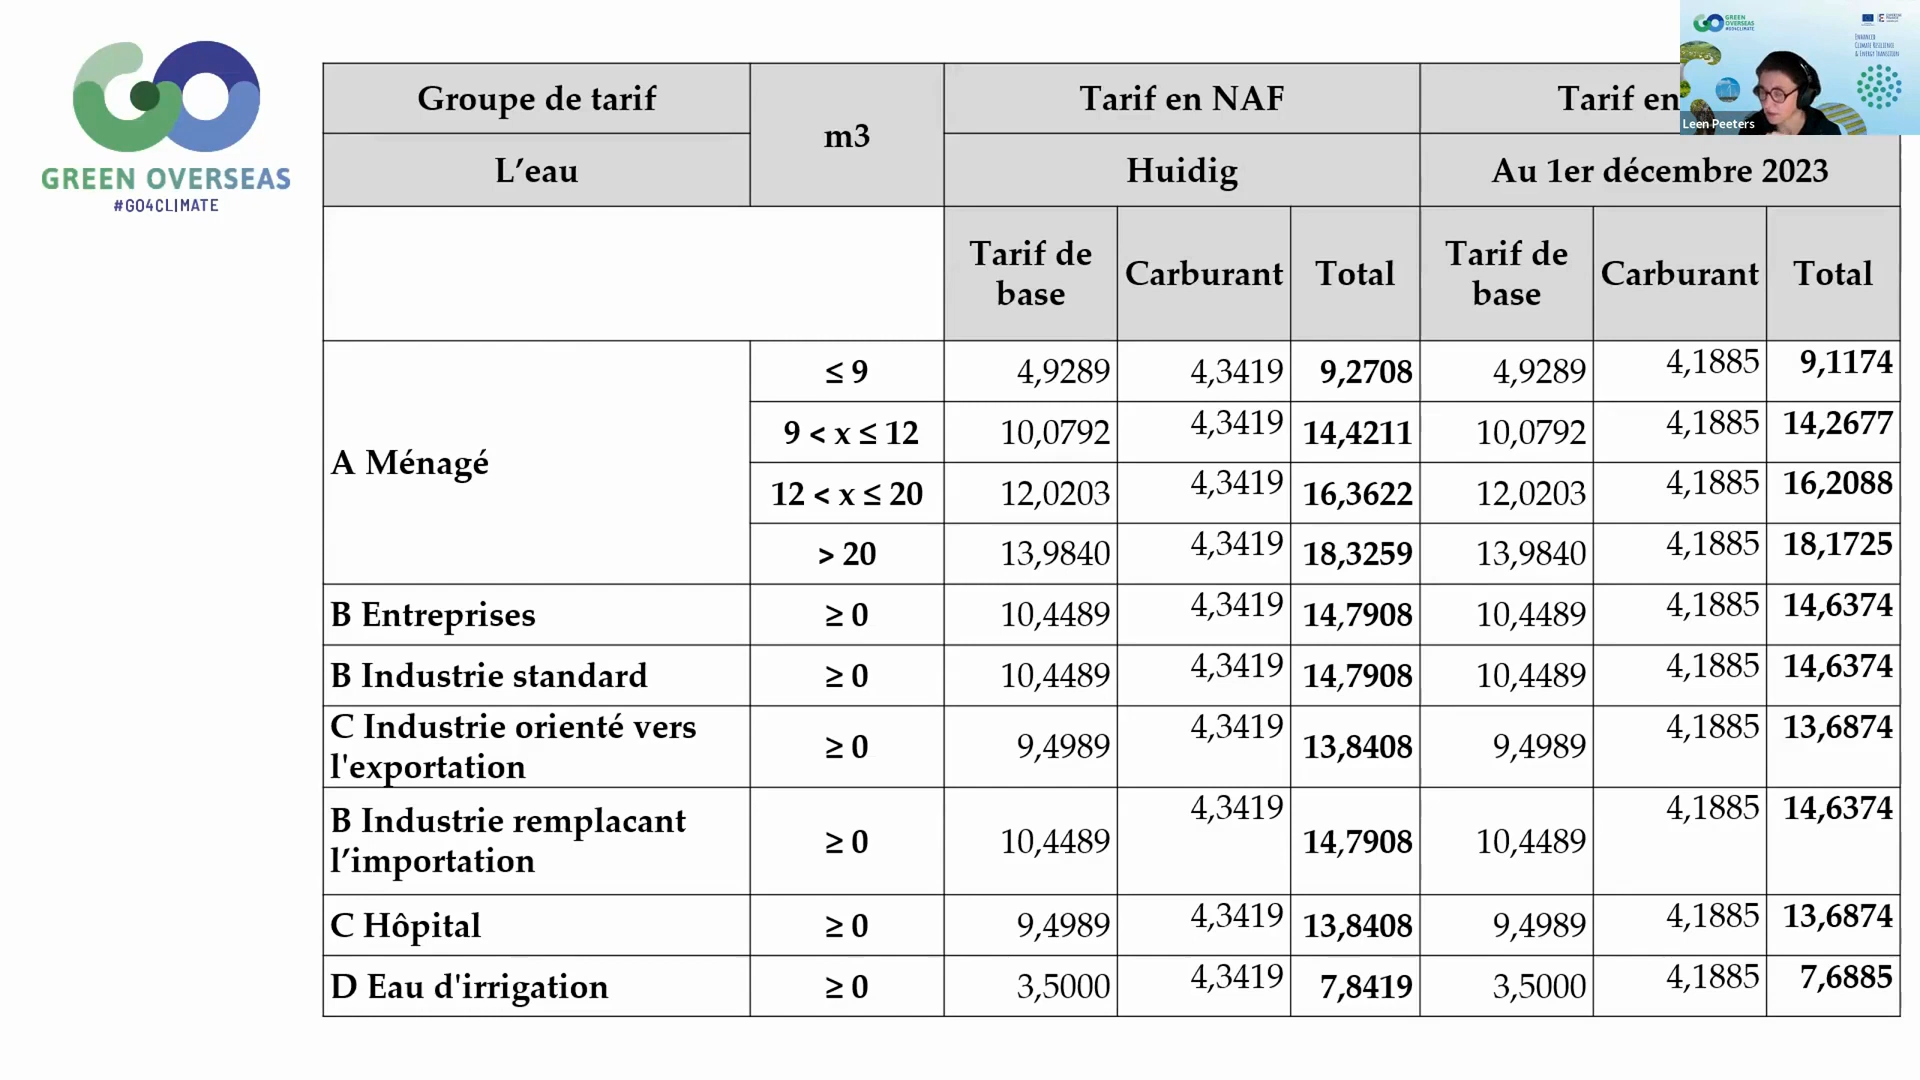 GREEN OVERSEAS
#GO4CLIMATE
Groupe de tarif m3 Tarif en NAF Tarif en
L’eau Huidig Au 1er décembre 2023
Tarif de base Carburant Total Tarif de base Carburant Total
A Ménagé
≤ 9 4,9289 4,3419 9,2708 4,9289 4,1885 9,1174
9 < x ≤ 12 10,0792 4,3419 14,4211 10,0792 4,1885 14,2677
12 < x ≤ 20 12,0203 4,3419 16,3622 12,0203 4,1885 16,2088
> 20 13,9840 4,3419 18,3259 13,9840 4,1885 18,1725
B Entreprises ≥ 0 10,4489 4,3419 14,7908 10,4489 4,1885 14,6374
B Industrie standard ≥ 0 10,4489 4,3419 14,7908 10,4489 4,1885 14,6374
C Industrie orienté vers
l'exportation ≥ 0 9,4989 4,3419 13,8408 9,4989 4,1885 13,6874
B Industrie remplacant
l’importation ≥ 0 10,4489 4,3419 14,7908 10,4489 4,1885 14,6374
C Hôpital ≥ 0 9,4989 4,3419 13,8408 9,4989 4,1885 13,6874
D Eau d'irrigation ≥ 0 3,5000 4,3419 7,8419 3,5000 4,1885 7,6885
GREEN
OVERSEAS
#GO4CLIMATE
ENHANCED
CLIMATE RESILIENCE
& ENERGY TRANSITION
Leen Peeters